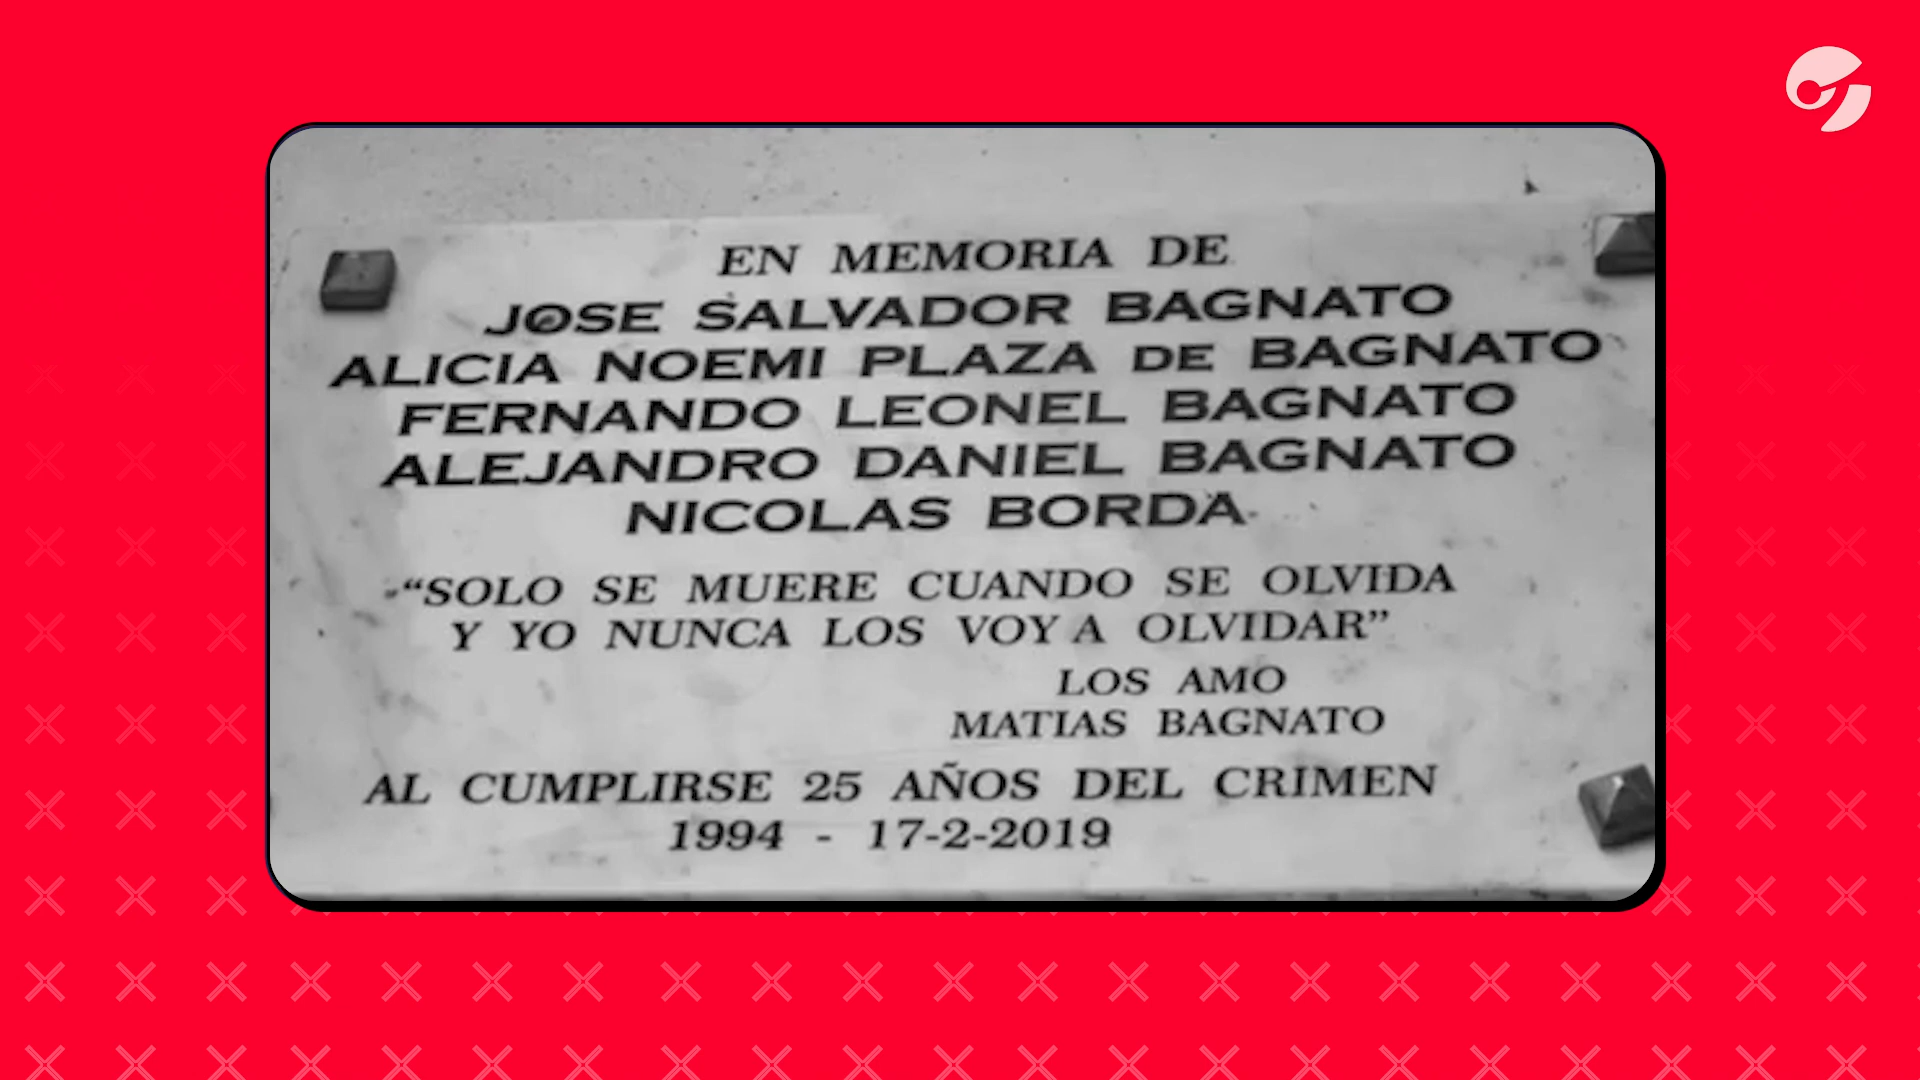 EN MEMORIA DE
JOSE SALVADOR BAGNATO
ALICIA NOEMI PLAZA DE BAGNATO
FERNANDO LEONEL BAGNATO
ALEJANDRO DANIEL BAGNATO
NICOLAS BORDA
“SOLO SE MUERE CUANDO SE OLVIDA
Y YO NUNCA LOS VOY A OLVIDAR”
LOS AMO
MATIAS BAGNATO
AL CUMPLIRSE 25 AÑOS DEL CRIMEN
1994 - 17-2-2019